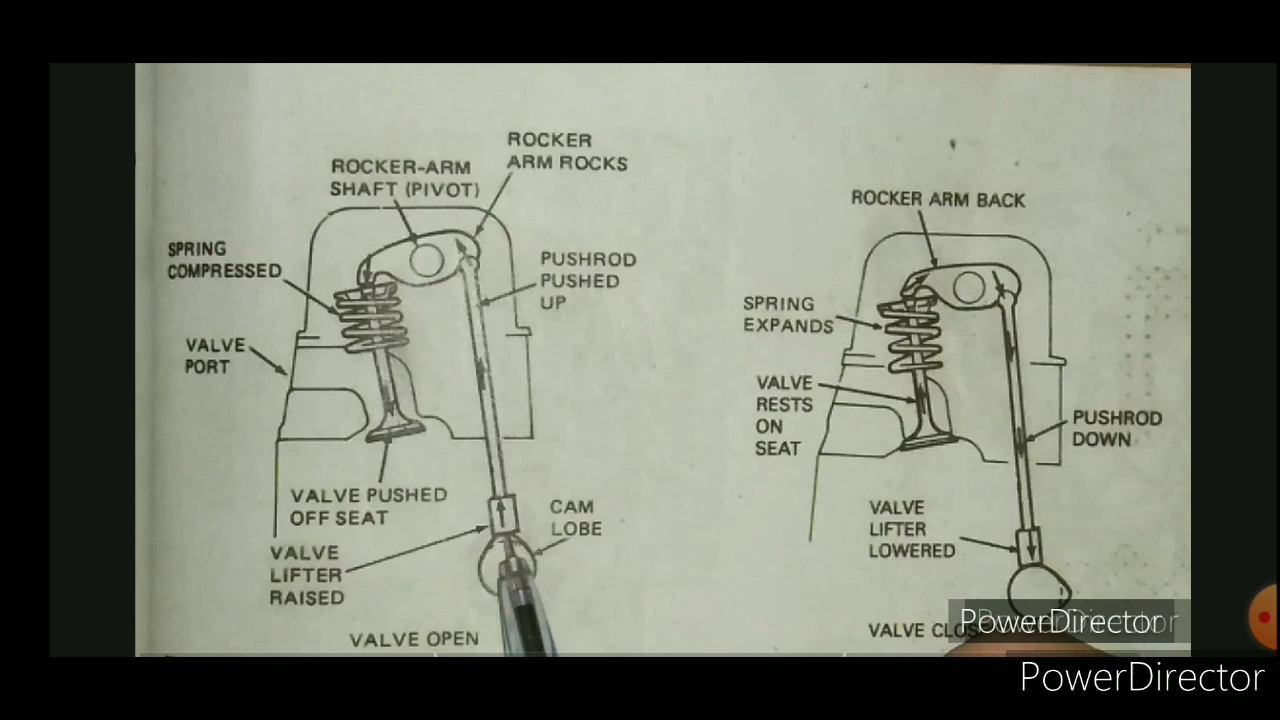 ROCKER-ARM
SHAFT (PIVOT)
ROCKER
ARM ROCKS
SPRING
COMPRESSED
PUSHROD
PUSHED
UP
VALVE
PORT
VALVE PUSHED
OFF SEAT
CAM
LOBE
VALVE
LIFTER
RAISED
VALVE OPEN
ROCKER ARM BACK
SPRING
EXPANDS
VALVE
RESTS
ON
SEAT
PUSHROD
DOWN
VALVE
LIFTER
LOWERED
VALVE CLOS
PowerDirector
PowerDirector